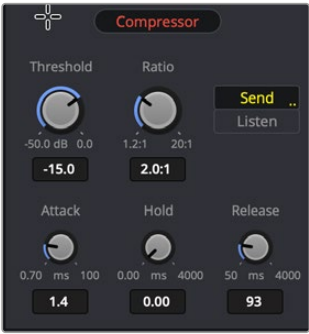 Compressor
Threshold Ratio
Send ..
-50.0 dB 0.0 1.2:1 20:1
Listen
-15.0 2.0:1
Attack Hold Release
0.70 ms 100 0.00 ms 4000 50 ms 4000
1.4 0.00 93